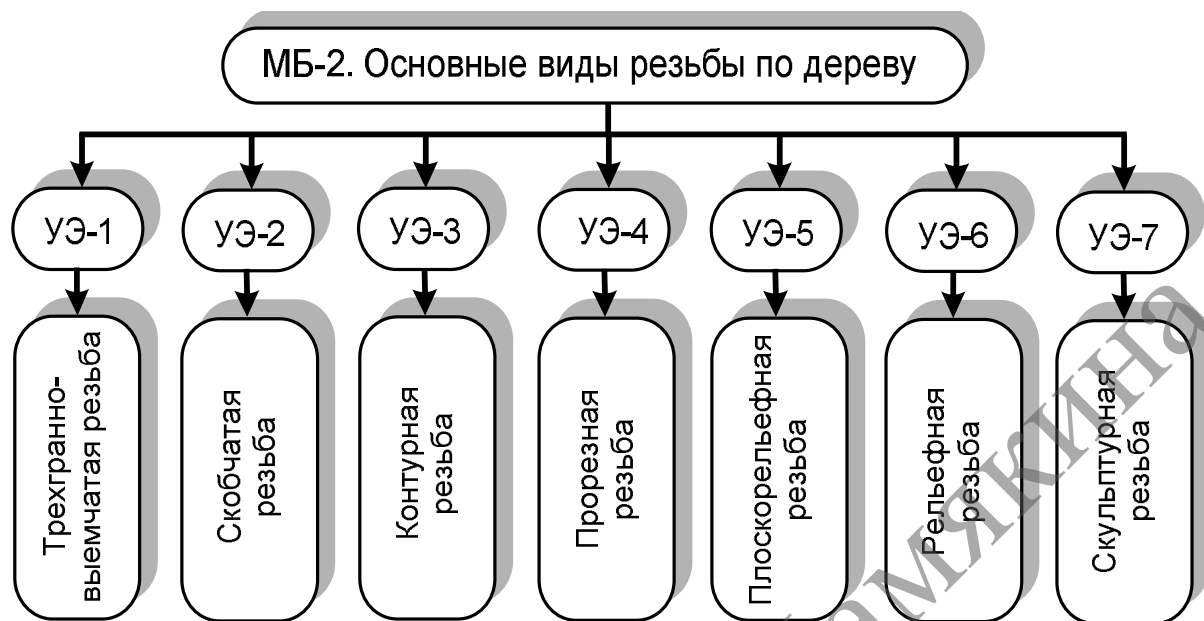 МБ-2. Основные виды резьбы по дереву
УЭ-1
УЭ-2
УЭ-3
УЭ-4
УЭ-5
УЭ-6
УЭ-7
Трехгранно-
выемчатая резьба
Скобчатая
резьба
Контурная
резьба
Прорезная
резьба
Плоскорельефная
резьба
Рельефная
резьба
Скульптурная
резьба